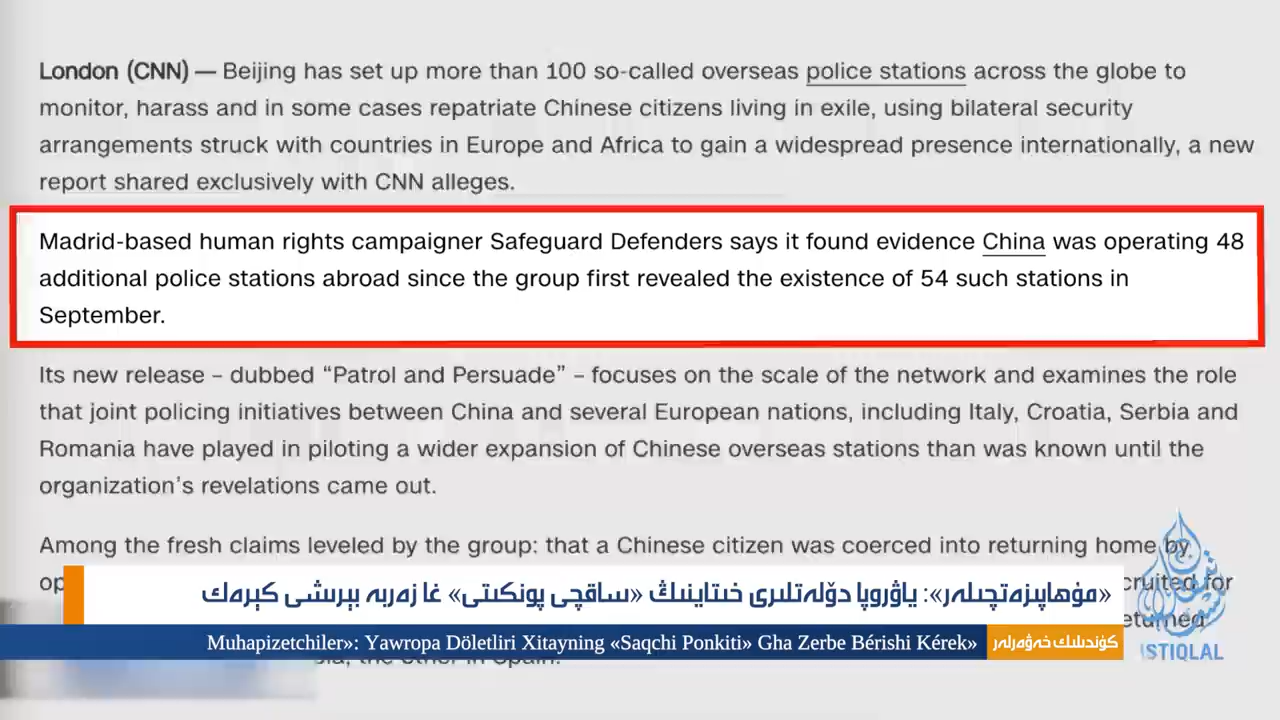 London (CNN) — Beijing has set up more than 100 so-called overseas police stations across the globe to
monitor, harass and in some cases repatriate Chinese citizens living in exile, using bilateral security
arrangements struck with countries in Europe and Africa to gain a widespread presence internationally, a new
report shared exclusively with CNN alleges.
Madrid-based human rights campaigner Safeguard Defenders says it found evidence China was operating 48
additional police stations abroad since the group first revealed the existence of 54 such stations in
September.
Its new release – dubbed “Patrol and Persuade” – focuses on the scale of the network and examines the role
that joint policing initiatives between China and several European nations, including Italy, Croatia, Serbia and
Romania have played in piloting a wider expansion of Chinese overseas stations than was known until the
organization’s revelations came out.
Among the fresh claims leveled by the group: that a Chinese citizen was coerced into returning home by
for
«مۇھاپىزەتچىلەر»: ياۋروپا دۆلەتلىرى خىتاينىڭ «ساقچى پونكىتى» غا زەربە بېرىشى كېرەك
returned
Muhapizetchiler»: Yawropa Döletliri Xitayning «Saqchi Ponkiti» Gha Zerbe Bérishi Kérek»
كۈندىلىك خەۋەرلەر
the other in Spain.
ISTIQLAL